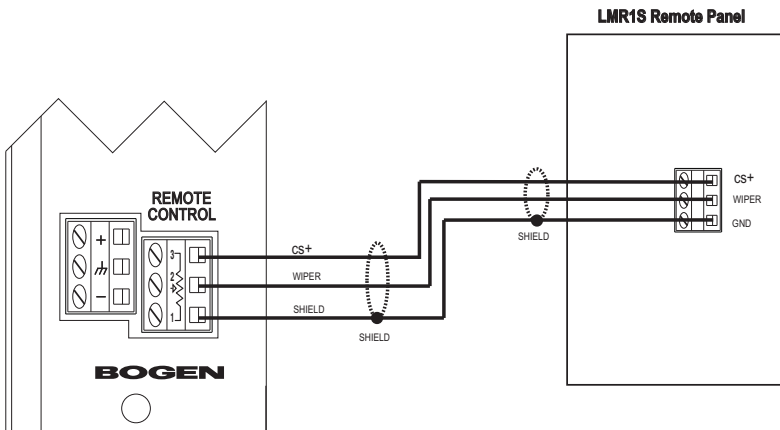 LMR1S Remote Panel
REMOTE
CONTROL
+
−
3
2
1
CS+
WIPER
SHIELD
SHIELD
SHIELD
CS+
WIPER
GND
BOGEN